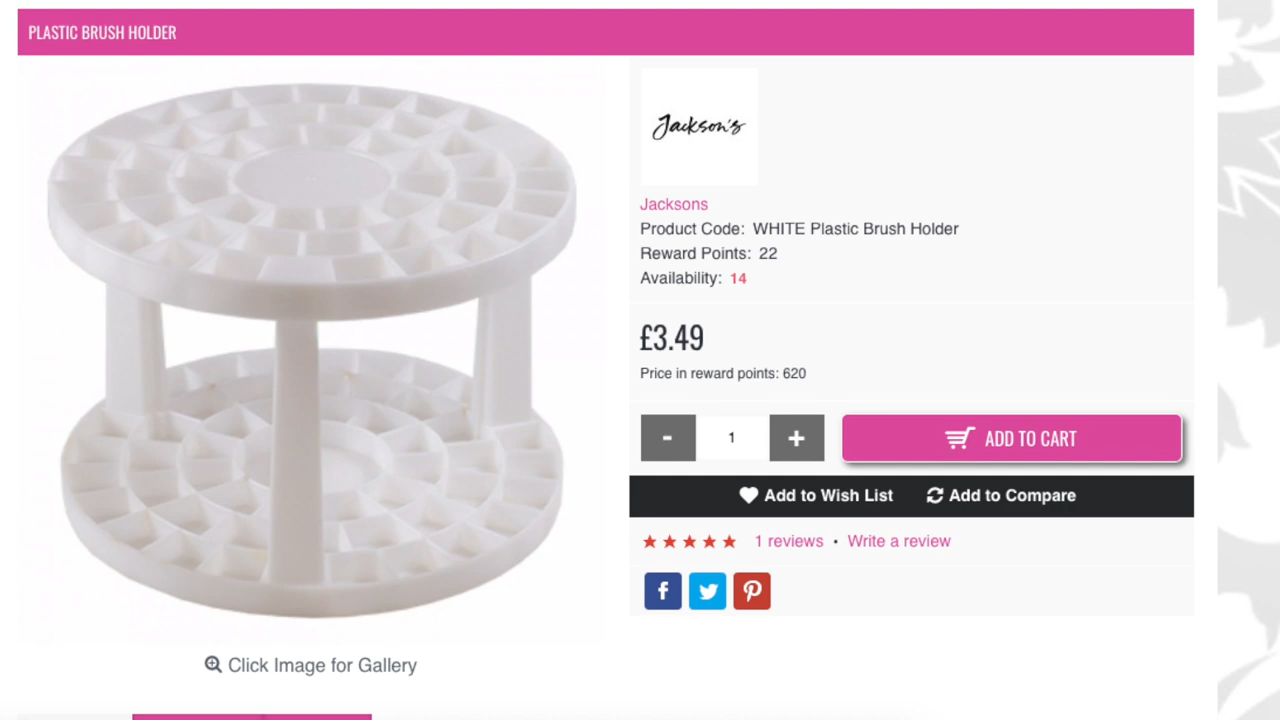 PLASTIC BRUSH HOLDER
Jackson's
Jacksons
Product Code: WHITE Plastic Brush Holder
Reward Points: 22
Availability: 14
£3.49
Price in reward points: 620
- 1 + ADD TO CART
Add to Wish List Add to Compare
1 reviews • Write a review
Click Image for Gallery